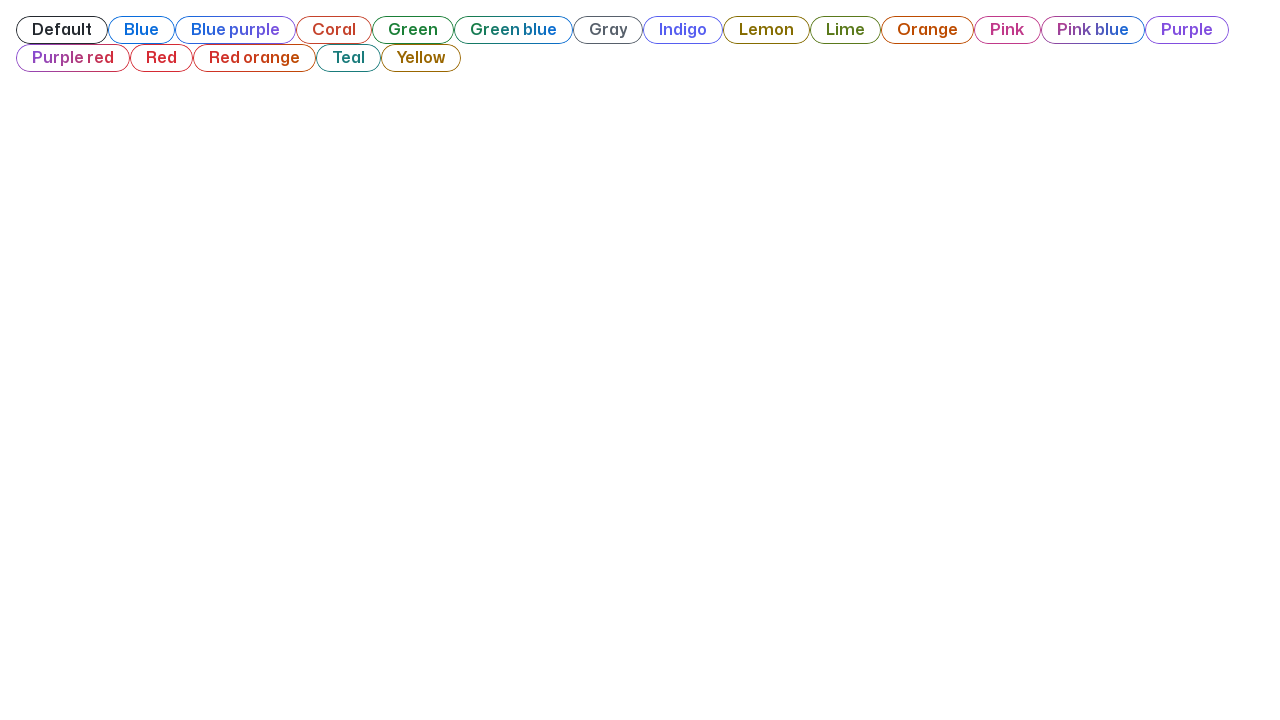 Default Blue Blue purple Coral Green Green blue Gray Indigo Lemon Lime Orange Pink Pink blue Purple
Purple red Red Red orange Teal Yellow